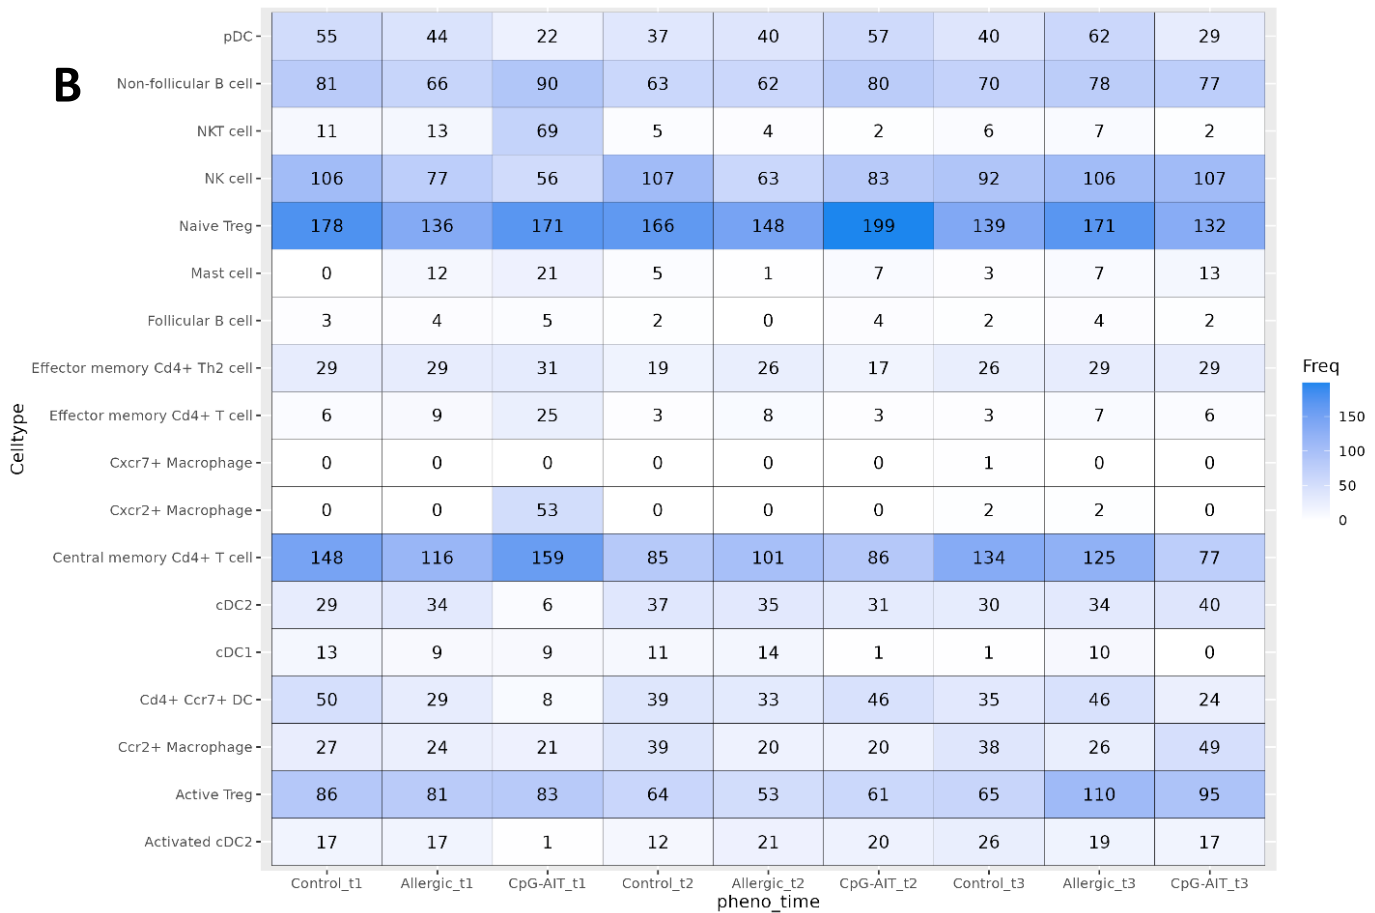 B
pDC 55 44 22 37 40 57 40 62 29
Non-follicular B cell 81 66 90 63 62 80 70 78 77
NKT cell 11 13 69 5 4 2 6 7 2
NK cell 106 77 56 107 63 83 92 106 107
Naive Treg 178 136 171 166 148 199 139 171 132
Mast cell 0 12 21 5 1 7 3 7 13
Follicular B cell 3 4 5 2 0 4 2 4 2
Effector memory Cd4+ Th2 cell 29 29 31 19 26 17 26 29 29
Effector memory Cd4+ T cell 6 9 25 3 8 3 3 7 6
Cxcr7+ Macrophage 0 0 0 0 0 0 1 0 0
Cxcr2+ Macrophage 0 0 53 0 0 0 2 2 0
Central memory Cd4+ T cell 148 116 159 85 101 86 134 125 77
cDC2 29 34 6 37 35 31 30 34 40
cDC1 13 9 9 11 14 1 1 10 0
Cd4+ Ccr7+ DC 50 29 8 39 33 46 35 46 24
Ccr2+ Macrophage 27 24 21 39 20 20 38 26 49
Active Treg 86 81 83 64 53 61 65 110 95
Activated cDC2 17 17 1 12 21 20 26 19 17
Control_t1 Allergic_t1 CpG-AIT_t1 Control_t2 Allergic_t2 CpG-AIT_t2 Control_t3 Allergic_t3 CpG-AIT_t3
pheno_time
Celltype
Freq
150
100
50
0